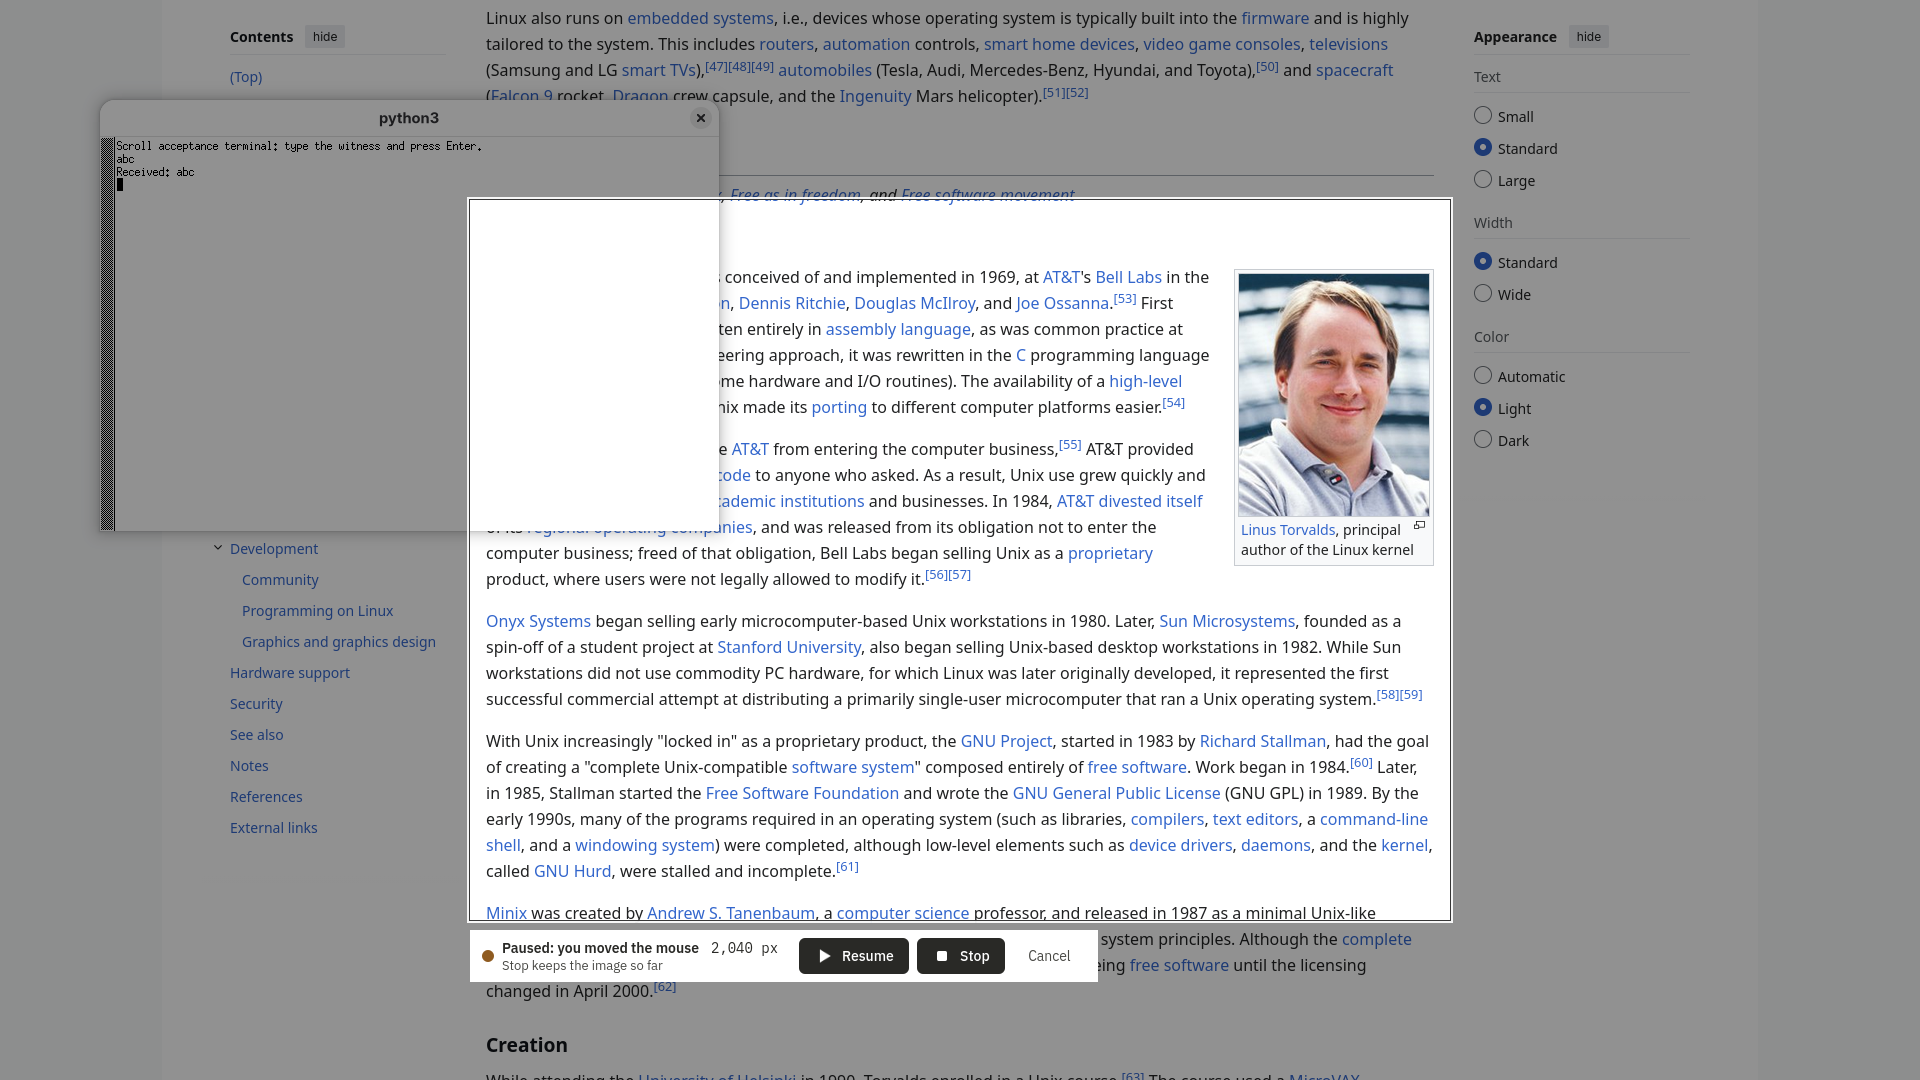 Linux also runs on embedded systems, i.e., devices whose operating system is typically built into the firmware and is highly
tailored to the system. This includes routers, automation controls, smart home devices, video game consoles, televisions
(Samsung and LG smart TVs),[47][48][49] automobiles (Tesla, Audi, Mercedes-Benz, Hyundai, and Toyota),[50] and spacecraft
(Falcon 9 rocket, Dragon crew capsule, and the Ingenuity Mars helicopter).[51][52]
Contents hide
(Top)
python3
Scroll acceptance terminal: type the witness and press Enter.
abc
Received: abc
, Free as in freedom, and Free software movement
conceived of and implemented in 1969, at AT&T's Bell Labs in the
, Dennis Ritchie, Douglas McIlroy, and Joe Ossanna.[53] First
entirely in assembly language, as was common practice at
approach, it was rewritten in the C programming language
hardware and I/O routines). The availability of a high-level
made its porting to different computer platforms easier.[54]
AT&T from entering the computer business,[55] AT&T provided
code to anyone who asked. As a result, Unix use grew quickly and
academic institutions and businesses. In 1984, AT&T divested itself
of its regional operating companies, and was released from its obligation not to enter the
computer business; freed of that obligation, Bell Labs began selling Unix as a proprietary
product, where users were not legally allowed to modify it.[56][57]
Linus Torvalds, principal
author of the Linux kernel
Onyx Systems began selling early microcomputer-based Unix workstations in 1980. Later, Sun Microsystems, founded as a
spin-off of a student project at Stanford University, also began selling Unix-based desktop workstations in 1982. While Sun
workstations did not use commodity PC hardware, for which Linux was later originally developed, it represented the first
successful commercial attempt at distributing a primarily single-user microcomputer that ran a Unix operating system.[58][59]
With Unix increasingly "locked in" as a proprietary product, the GNU Project, started in 1983 by Richard Stallman, had the goal
of creating a "complete Unix-compatible software system" composed entirely of free software. Work began in 1984.[60] Later,
in 1985, Stallman started the Free Software Foundation and wrote the GNU General Public License (GNU GPL) in 1989. By the
early 1990s, many of the programs required in an operating system (such as libraries, compilers, text editors, a command-line
shell, and a windowing system) were completed, although low-level elements such as device drivers, daemons, and the kernel,
called GNU Hurd, were stalled and incomplete.[61]
Minix was created by Andrew S. Tanenbaum, a computer science professor, and released in 1987 as a minimal Unix-like
system principles. Although the complete
free software until the licensing
changed in April 2000.[62]
Paused: you moved the mouse 2,040 px
Stop keeps the image so far
Resume
Stop
Cancel
Creation
While attending the University of Helsinki in 1990, Torvalds enrolled in a Unix course.[63] The course used a MicroVAX
Development
Community
Programming on Linux
Graphics and graphics design
Hardware support
Security
See also
Notes
References
External links
Appearance hide
Text
Small
Standard
Large
Width
Standard
Wide
Color
Automatic
Light
Dark